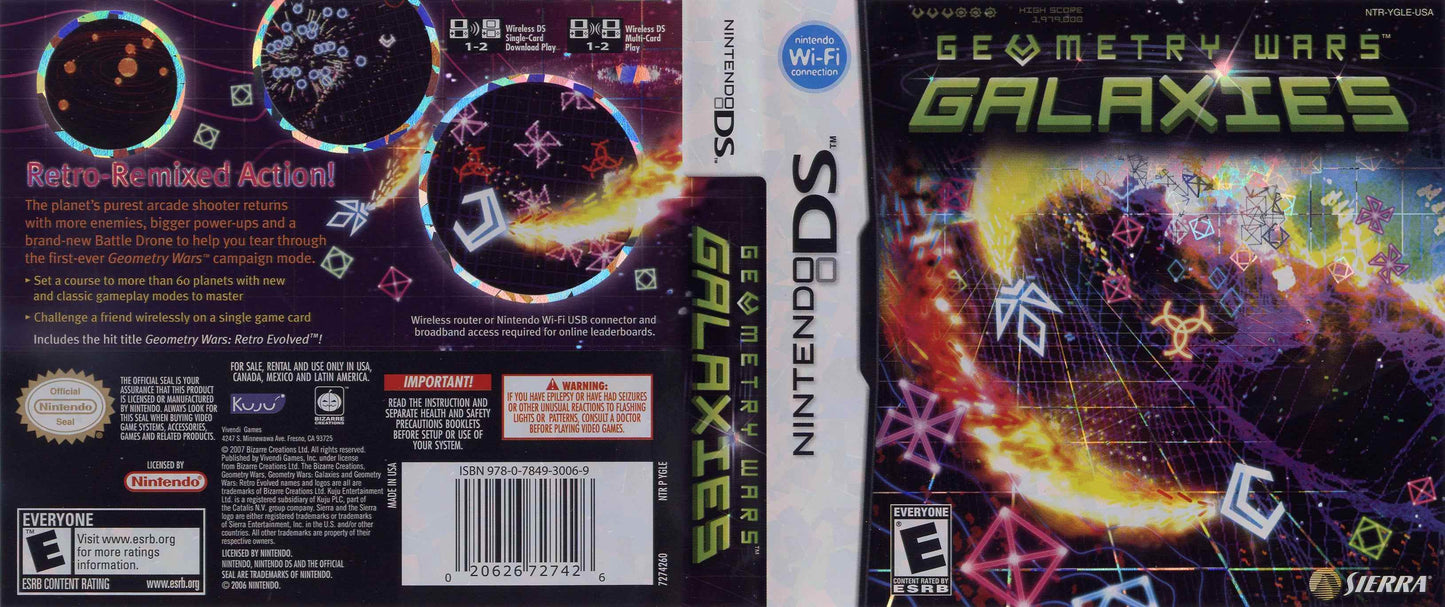 Wireless DS
Single-Card
Download Play
1-2
Wireless DS
Multi-Card
Play
1-2
Retro-Remixed Action!
The planet's purest arcade shooter returns
with more enemies, bigger power-ups and a
brand-new Battle Drone to help you tear through
the first-ever Geometry Wars™ campaign mode.
▸ Set a course to more than 60 planets with new
and classic gameplay modes to master
▸ Challenge a friend wirelessly on a single game card
Includes the hit title Geometry Wars: Retro Evolved™!
Wireless router or Nintendo Wi-Fi USB connector and
broadband access required for online leaderboards.
Official
Nintendo
Seal
THE OFFICIAL SEAL IS YOUR
ASSURANCE THAT THIS PRODUCT
IS LICENSED OR MANUFACTURED
BY NINTENDO. ALWAYS LOOK FOR
THIS SEAL WHEN BUYING VIDEO
GAME SYSTEMS, ACCESSORIES,
GAMES AND RELATED PRODUCTS.
LICENSED BY
Nintendo®
EVERYONE
E
Visit www.esrb.org
for more ratings
information.
ESRB CONTENT RATING www.esrb.org
FOR SALE, RENTAL AND USE ONLY IN USA,
CANADA, MEXICO AND LATIN AMERICA.
Kuju
BIZARRE
CREATIONS
Vivendi Games
4247 S. Minnewawa Ave. Fresno, CA 93725
© 2007 Bizarre Creations Ltd. All rights reserved.
Published by Vivendi Games, Inc. under license
from Bizarre Creations Ltd. The Bizarre Creations,
Geometry Wars, Geometry Wars: Galaxies and Geometry
Wars: Retro Evolved names and logos are all are
trademarks of Bizarre Creations Ltd. Kuju Entertainment
Ltd. is a registered subsidiary of Kuju PLC, part of
the Catalis N.V. group company. Sierra and the Sierra
logo are either registered trademarks or trademarks
of Sierra Entertainment, Inc. in the U.S. and/or other
countries. All other trademarks are property of their
respective owners.
LICENSED BY NINTENDO.
NINTENDO, NINTENDO DS AND THE OFFICIAL
SEAL ARE TRADEMARKS OF NINTENDO.
© 2006 NINTENDO.
IMPORTANT!
READ THE INSTRUCTION AND
SEPARATE HEALTH AND SAFETY
PRECAUTIONS BOOKLETS
BEFORE SETUP OR USE OF
YOUR SYSTEM.
WARNING:
IF YOU HAVE EPILEPSY OR HAVE HAD SEIZURES
OR OTHER UNUSUAL REACTIONS TO FLASHING
LIGHTS OR PATTERNS, CONSULT A DOCTOR
BEFORE PLAYING VIDEO GAMES.
MADE IN USA
ISBN 978-0-7849-3006-9
0 20626 72742 6
NTR P YGLE
7274260
NINTENDO DS™
GEOMETRY WARS™
GALAXIES
nintendo
Wi-Fi
connection
NINTENDO DS™
HIGH SCORE
1,979,000
NTR-YGLE-USA
GEOMETRY WARS™
GALAXIES
EVERYONE
E®
CONTENT RATED BY
ESRB
SIERRA®